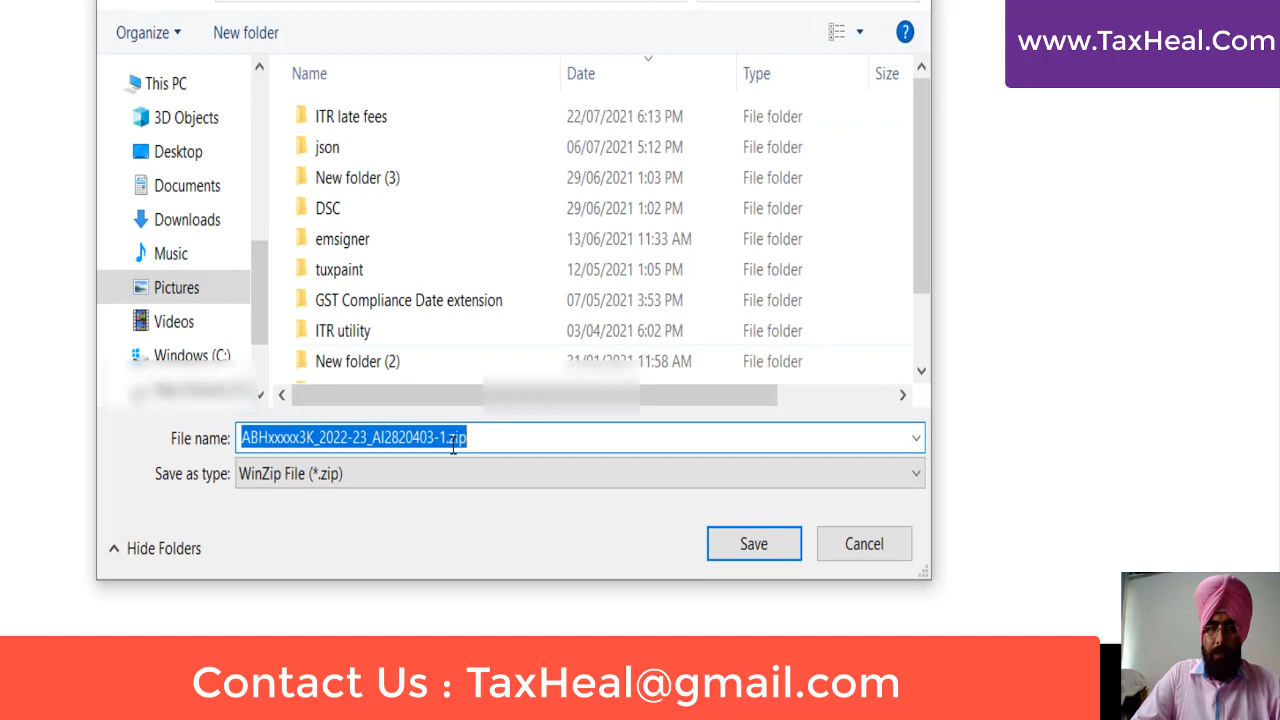 www.TaxHeal.Com
Organize New folder
Name Date Type Size
This PC
3D Objects
Desktop
Documents
Downloads
Music
Pictures
Videos
Windows (C:)
ITR late fees 22/07/2021 6:13 PM File folder
json 06/07/2021 5:12 PM File folder
New folder (3) 29/06/2021 1:03 PM File folder
DSC 29/06/2021 1:02 PM File folder
emsigner 13/06/2021 11:33 AM File folder
tuxpaint 12/05/2021 1:05 PM File folder
GST Compliance Date extension 07/05/2021 3:53 PM File folder
ITR utility 03/04/2021 6:02 PM File folder
New folder (2) 31/01/2021 11:58 AM File folder
File name: ABHxxxxx3K_2022-23_AI2820403-1.zip
Save as type: WinZip File (*.zip)
Hide Folders Save Cancel
Contact Us : TaxHeal@gmail.com